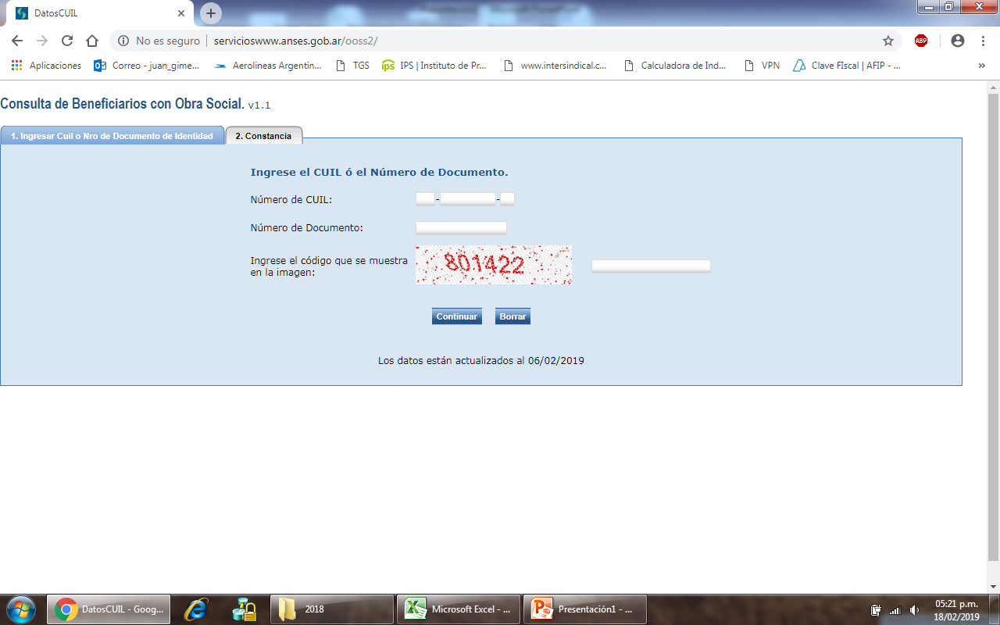 DatosCUIL
No es seguro | servicioswww.anses.gob.ar/ooss2/
ABP
Aplicaciones Correo - juan_gime... Aerolineas Argentin... TGS ips IPS | Instituto de Pr... www.intersindical.c... Calculadora de Ind... VPN Clave FIscal | AFIP - ... »
Consulta de Beneficiarios con Obra Social. v1.1
1. Ingresar Cuil o Nro de Documento de Identidad 2. Constancia
Ingrese el CUIL ó el Número de Documento.
Número de CUIL: - -
Número de Documento:
Ingrese el código que se muestra
en la imagen:
801422
Continuar Borrar
Los datos están actualizados al 06/02/2019
DatosCUIL - Goog... 2018 Microsoft Excel - ... Presentación1 - ...
05:21 p.m.
18/02/2019